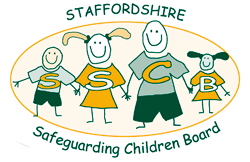 STAFFORDSHIRE
S S C B
Safeguarding Children Board